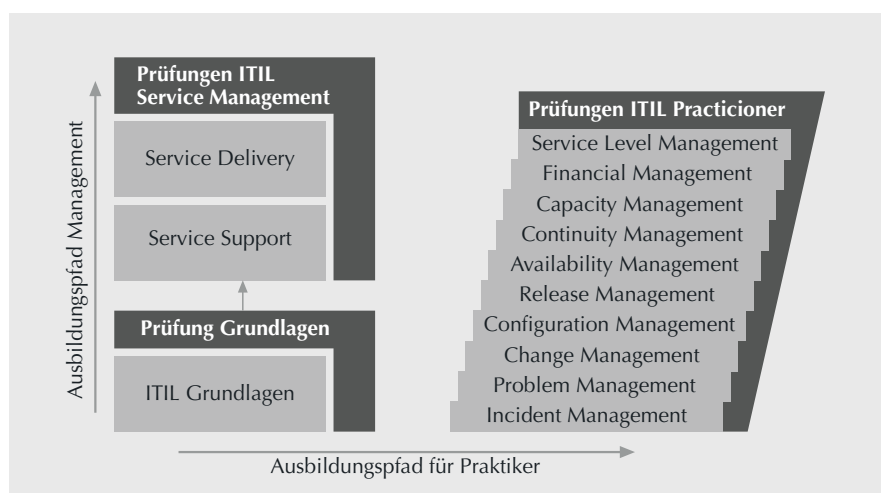 Ausbildungspfad Management
Prüfungen ITIL
Service Management
Service Delivery
Service Support
Prüfung Grundlagen
ITIL Grundlagen
Prüfungen ITIL Practicioner
Service Level Management
Financial Management
Capacity Management
Continuity Management
Availability Management
Release Management
Configuration Management
Change Management
Problem Management
Incident Management
Ausbildungspfad für Praktiker